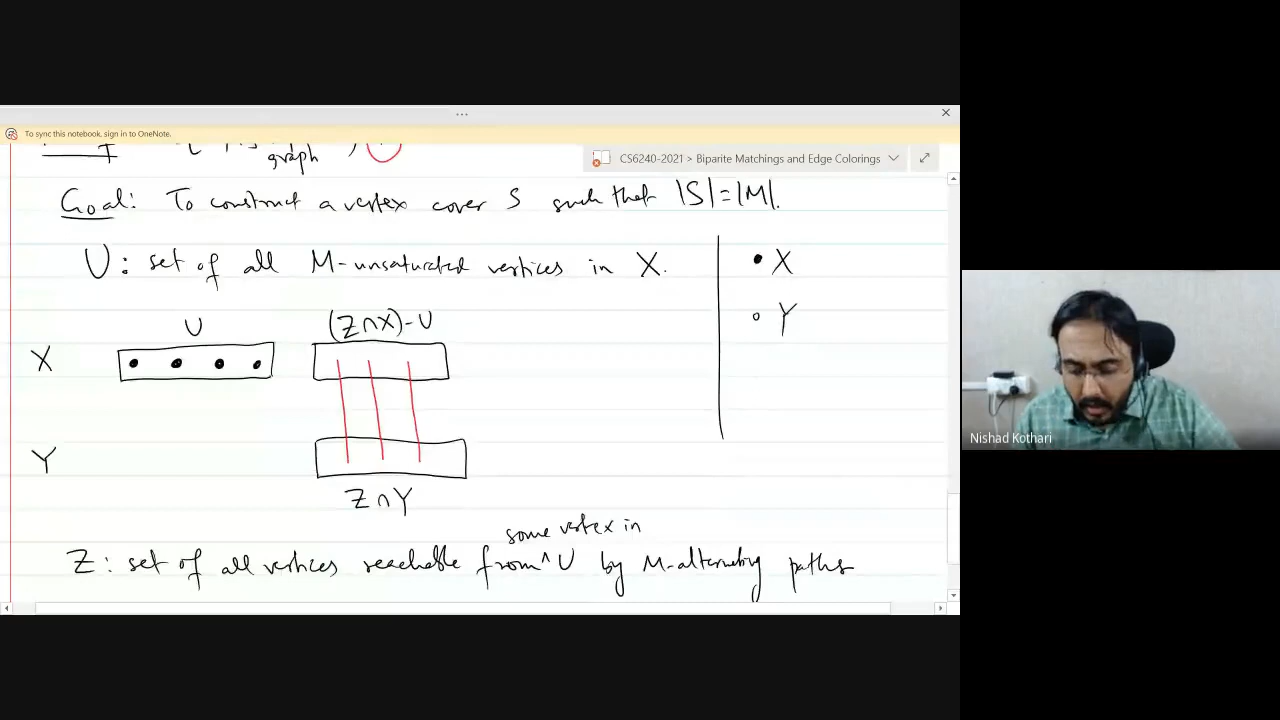 To sync this notebook, sign in to OneNote.
graph
CS6240-2021 > Biparite Matchings and Edge Colorings
Goal: To construct a vertex cover S such that |S|=|M|.
U: set of all M-unsaturated vertices in X.
• X
∘ Y
U
(Z∩X)-U
X
Y
Z∩Y
some vertex in
Z: set of all vertices reachable from ^ U by M-alternating paths
Nishad Kothari